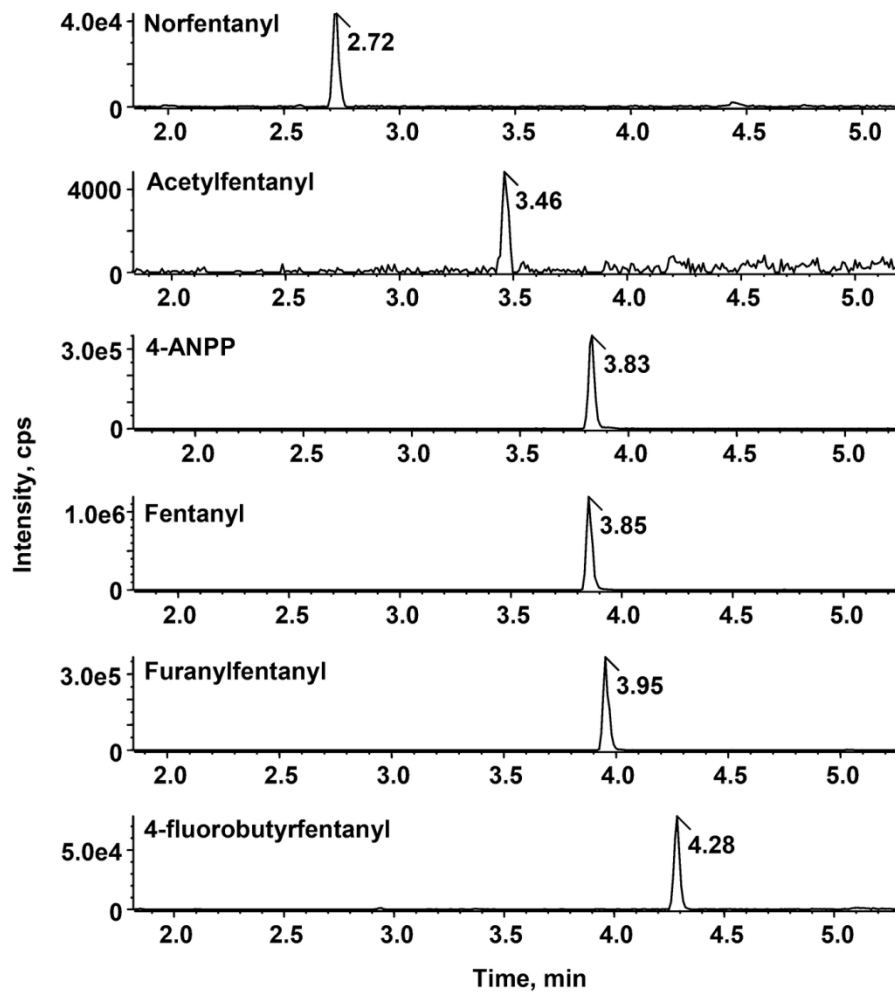 Norfentanyl
4.0e4
2.72
0
2.0 2.5 3.0 3.5 4.0 4.5 5.0
Acetylfentanyl
4000
3.46
0
2.0 2.5 3.0 3.5 4.0 4.5 5.0
4-ANPP
3.0e5
3.83
0
2.0 2.5 3.0 3.5 4.0 4.5 5.0
Fentanyl
1.0e6
3.85
0
2.0 2.5 3.0 3.5 4.0 4.5 5.0
Furanylfentanyl
3.0e5
3.95
0
2.0 2.5 3.0 3.5 4.0 4.5 5.0
4-fluorobutyrfentanyl
5.0e4
4.28
0
2.0 2.5 3.0 3.5 4.0 4.5 5.0
Intensity, cps
Time, min